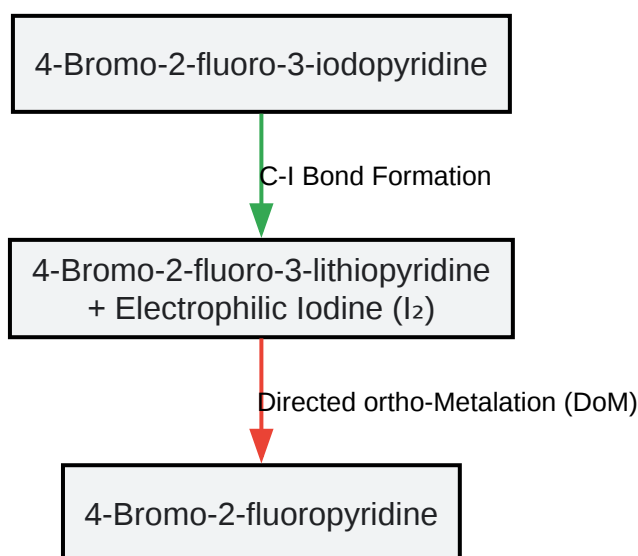 4-Bromo-2-fluoro-3-iodopyridine
C-I Bond Formation
4-Bromo-2-fluoro-3-lithiopyridine
+ Electrophilic Iodine (I₂)
Directed ortho-Metalation (DoM)
4-Bromo-2-fluoropyridine